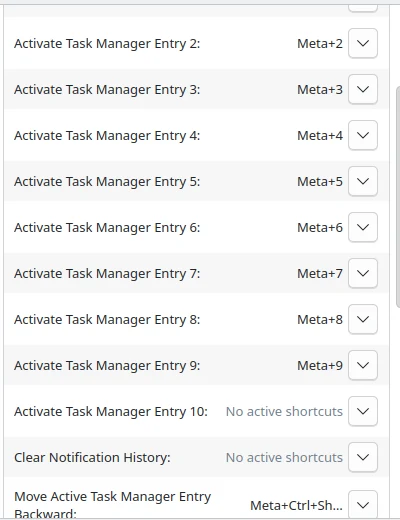 Activate Task Manager Entry 2: Meta+2
Activate Task Manager Entry 3: Meta+3
Activate Task Manager Entry 4: Meta+4
Activate Task Manager Entry 5: Meta+5
Activate Task Manager Entry 6: Meta+6
Activate Task Manager Entry 7: Meta+7
Activate Task Manager Entry 8: Meta+8
Activate Task Manager Entry 9: Meta+9
Activate Task Manager Entry 10: No active shortcuts
Clear Notification History: No active shortcuts
Move Active Task Manager Entry Meta+Ctrl+Sh...
Backward: